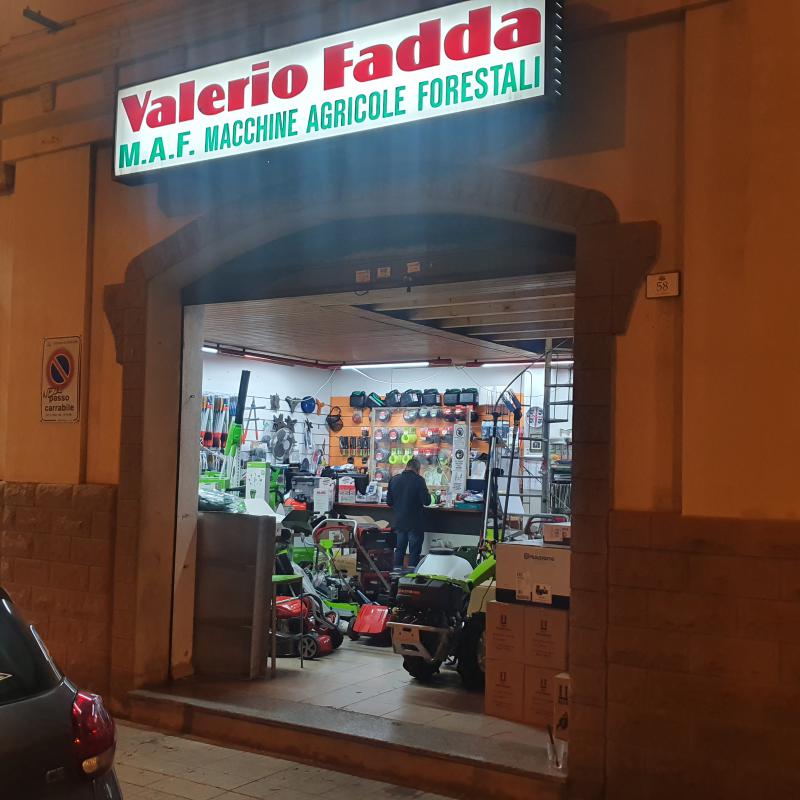 Valerio Fadda
M.A.F. MACCHINE AGRICOLE FORESTALI
58
passo
carrabile
Husqvarna